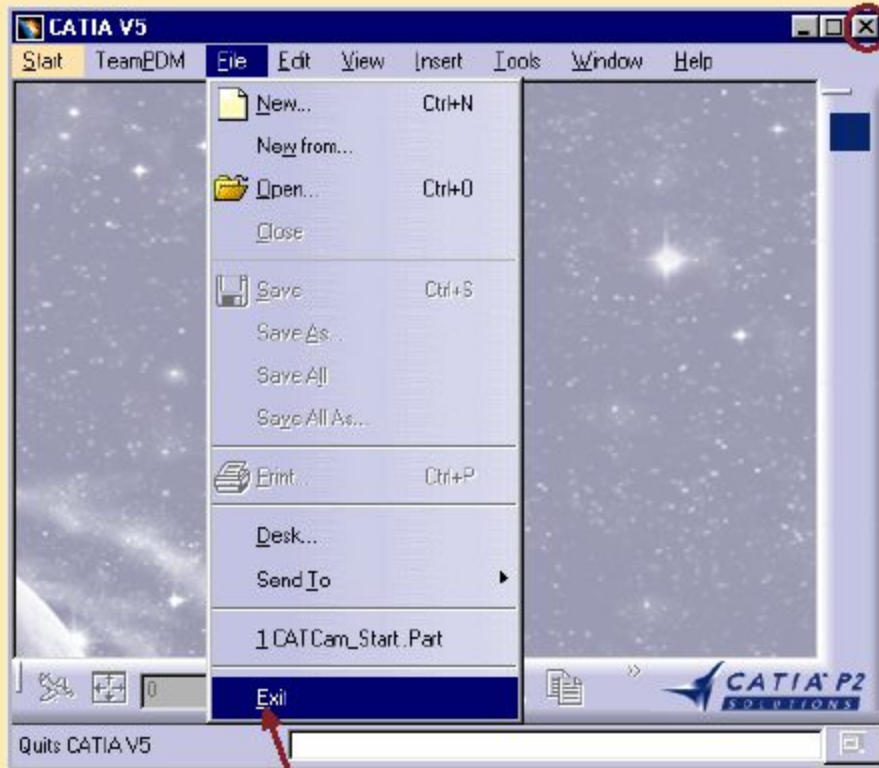 CATIA V5
Start TeamPDM File Edit View Insert Tools Window Help
New... Ctrl+N
New from...
Open... Ctrl+O
Close
Save Ctrl+S
Save As...
Save All
Save All As...
Print... Ctrl+P
Desk...
Send To
1 CATCam_Start.Part
Exit
0
CATIA P2
SOLUTIONS
Quits CATIA V5